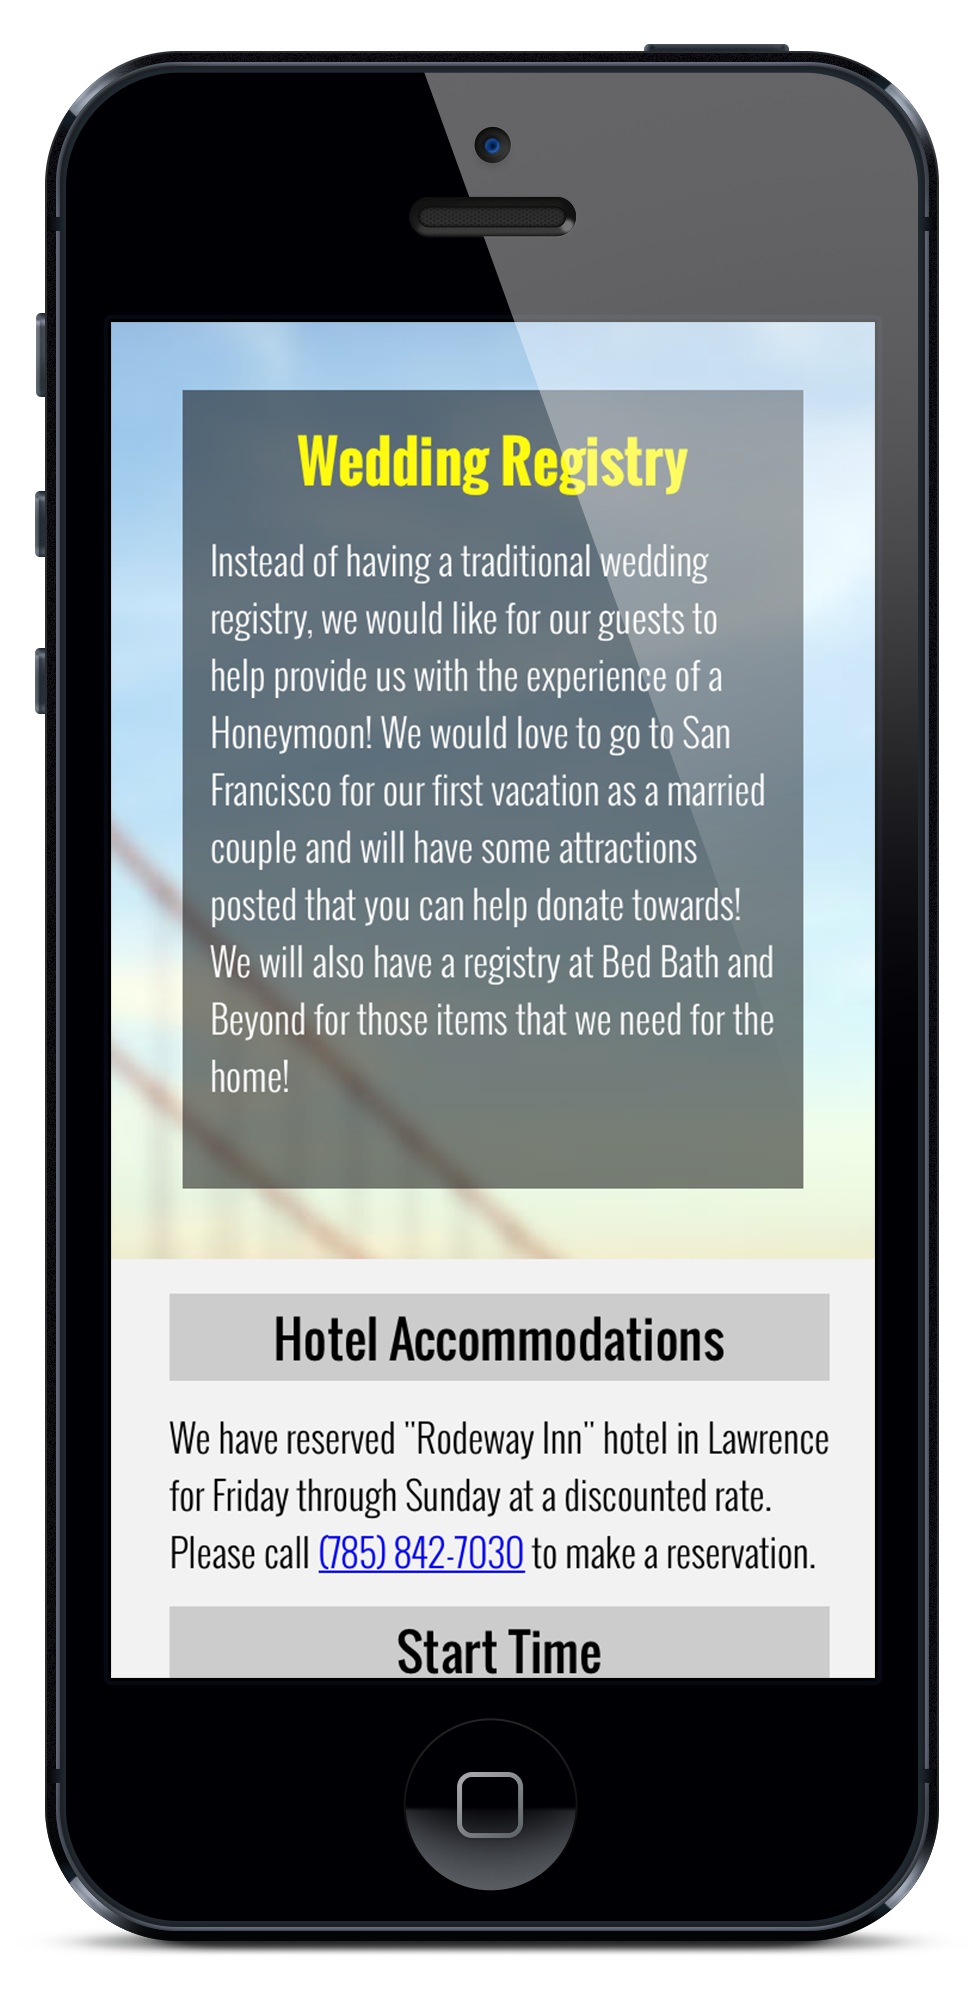 Wedding Registry
Instead of having a traditional wedding
registry, we would like for our guests to
help provide us with the experience of a
Honeymoon! We would love to go to San
Francisco for our first vacation as a married
couple and will have some attractions
posted that you can help donate towards!
We will also have a registry at Bed Bath and
Beyond for those items that we need for the
home!
Hotel Accommodations
We have reserved "Rodeway Inn" hotel in Lawrence
for Friday through Sunday at a discounted rate.
Please call (785) 842-7030 to make a reservation.
Start Time